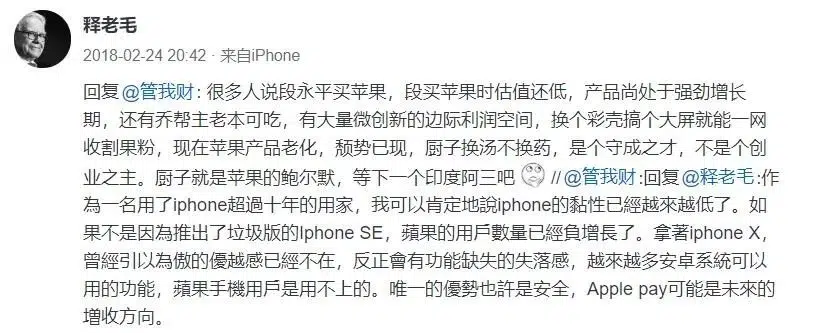 释老毛
2018-02-24 20:42 · 来自iPhone
回复@管我财: 很多人说段永平买苹果，段买苹果时估值还低，产品尚处于强劲增长
期，还有乔帮主老本可吃，有大量微创新的边际利润空间，换个彩壳搞个大屏就能一网
收割果粉，现在苹果产品老化，颓势已现，厨子换汤不换药，是个守成之才，不是个创
业之主。厨子就是苹果的鲍尔默，等下一个印度阿三吧 //@管我财:回复@释老毛:作
為一名用了iphone超過十年的用家，我可以肯定地說iphone的黏性已經越來越低了。如
果不是因為推出了垃圾版的Iphone SE，蘋果的用戶數量已經負增長了。拿著iphone X，
曾經引以為傲的優越感已經不在，反正會有功能缺失的失落感，越來越多安卓系統可以
用的功能，蘋果手機用戶是用不上的。唯一的優勢也許是安全，Apple pay可能是未來的
增收方向。